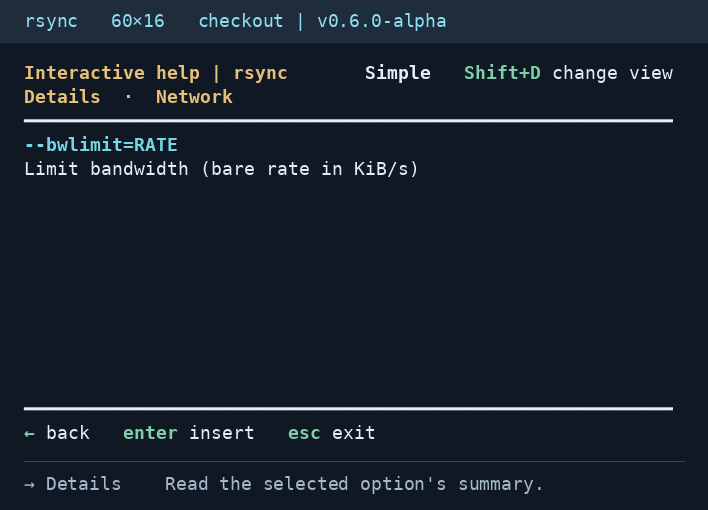 rsync   60×16   checkout | v0.6.0-alpha
Interactive help | rsync       Simple   Shift+D change view
Details  ·  Network
--bwlimit=RATE
Limit bandwidth (bare rate in KiB/s)
← back   enter insert   esc exit
→ Details    Read the selected option's summary.